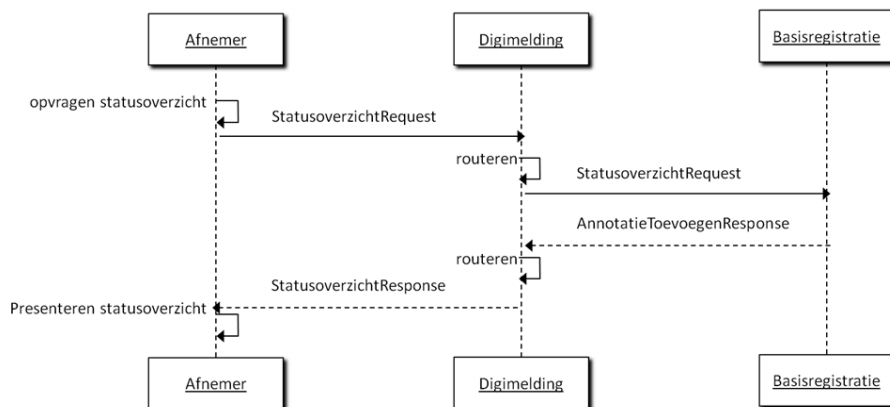 Afnemer
Digimelding
Basisregistratie
opvragen statusoverzicht
StatusoverzichtRequest
routeren
StatusoverzichtRequest
AnnotatieToevoegenResponse
routeren
StatusoverzichtResponse
Presenteren statusoverzicht
Afnemer
Digimelding
Basisregistratie